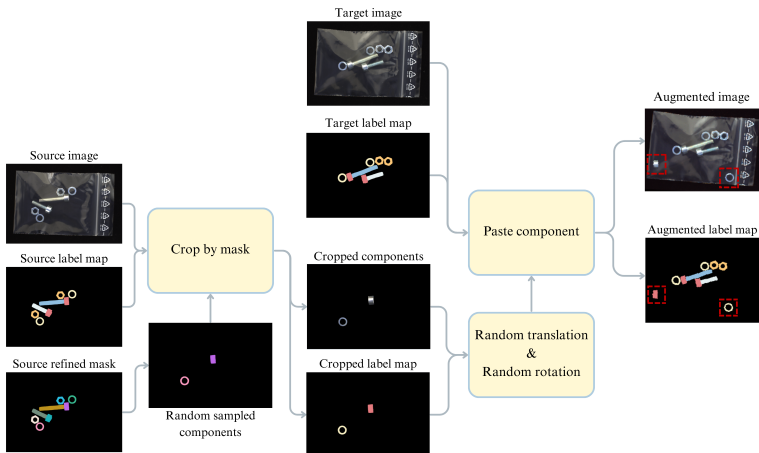 Target image
Target label map
Source image
Source label map
Source refined mask
Crop by mask
Random sampled
components
Cropped components
Cropped label map
Paste component
Random translation
&
Random rotation
Augmented image
Augmented label map